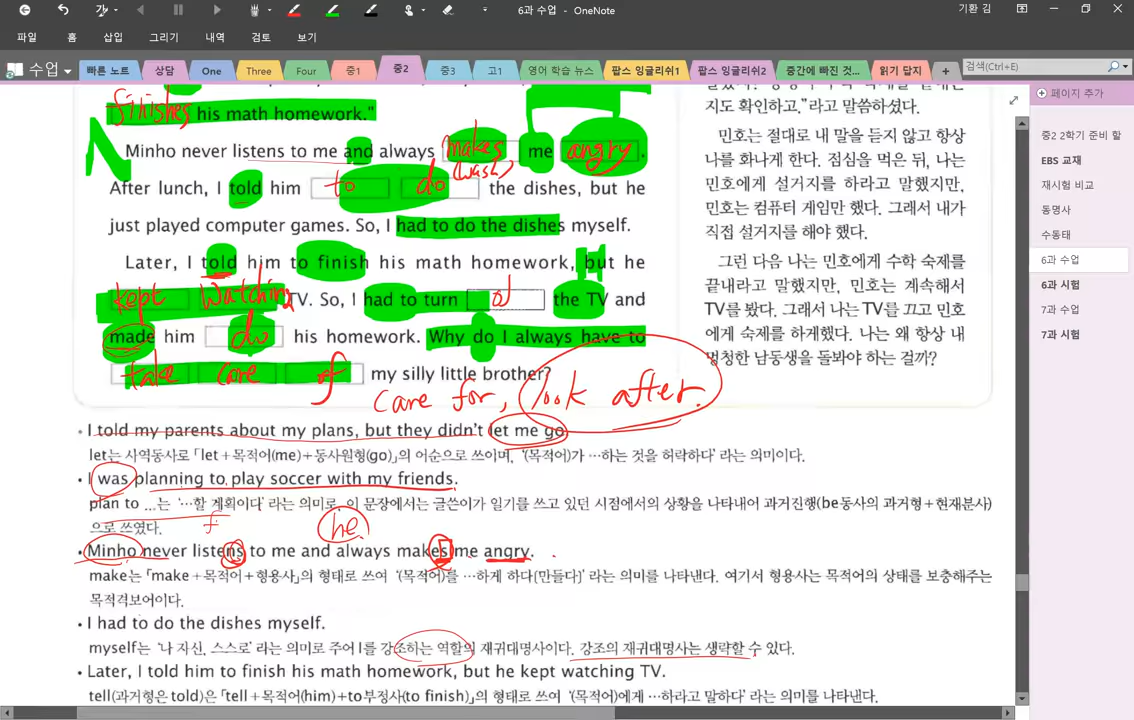 6과 수업 - OneNote
기환 김
파일 홈 삽입 그리기 내역 검토 보기
수업 빠른 노트 상담 One Three Four 중1 중2 중3 고1 영어 학습 뉴스 팝스 잉글리쉬1 팝스 잉글리쉬2 중간에 빠진 것... 읽기 답지 + 검색(Ctrl+E)
페이지 추가
중2 2학기 준비 할
EBS 교재
재시험 비교
동명사
수동태
6과 수업
6과 시험
7과 수업
7과 시험
finishes his math homework."
Minho never listens to me and always makes me angry.
(wash)
After lunch, I told him to do the dishes, but he
just played computer games. So, I had to do the dishes myself.
Later, I told him to finish his math homework, but he
kept watching TV. So, I had to turn the TV and
made him do his homework. Why do I always have to
take care of my silly little brother?
care for, look after.
지도 확인하고."라고 말씀하셨다.
민호는 절대로 내 말을 듣지 않고 항상
나를 화나게 한다. 점심을 먹은 뒤, 나는
민호에게 설거지를 하라고 말했지만,
민호는 컴퓨터 게임만 했다. 그래서 내가
직접 설거지를 해야 했다.
그런 다음 나는 민호에게 수학 숙제를
끝내라고 말했지만, 민호는 계속해서
TV를 봤다. 그래서 나는 TV를 끄고 민호
에게 숙제를 하게했다. 나는 왜 항상 내
멍청한 남동생을 돌봐야 하는 걸까?
• I told my parents about my plans, but they didn't let me go
let는 사역동사로 「let+목적어(me)+동사원형(go)」의 어순으로 쓰이며, '(목적어)가 …하는 것을 허락하다' 라는 의미이다.
• I was planning to play soccer with my friends.
plan to ...는 '…할 계획이다' 라는 의미로, 이 문장에서는 글쓴이가 일기를 쓰고 있던 시점에서의 상황을 나타내어 과거진행(be동사의 과거형+현재분사)
으로 쓰였다.
he
• Minho never listens to me and always makes me angry.
make는 「make+목적어+형용사」의 형태로 쓰여 '(목적어)를 …하게 하다[만들다]' 라는 의미를 나타낸다. 여기서 형용사는 목적어의 상태를 보충해주는
목적격보어이다.
• I had to do the dishes myself.
myself는 '나 자신, 스스로' 라는 의미로 주어 I를 강조하는 역할의 재귀대명사이다. 강조의 재귀대명사는 생략할 수 있다.
• Later, I told him to finish his math homework, but he kept watching TV.
tell(과거형은 told)은 「tell+목적어(him)+to부정사(to finish)」의 형태로 쓰여 '(목적어)에게 …하라고 말하다' 라는 의미를 나타낸다.